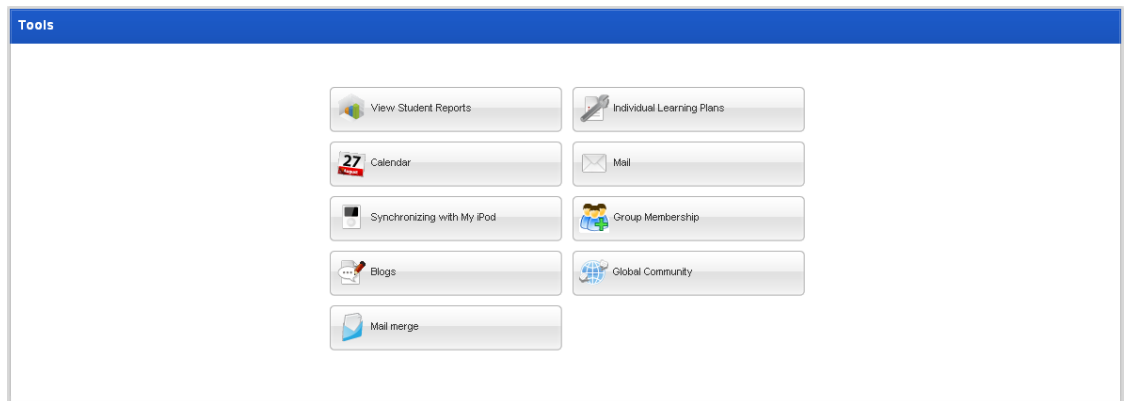 Tools
View Student Reports
Individual Learning Plans
27
Calendar
Mail
Synchronizing with My iPod
Group Membership
Blogs
Global Community
Mail merge